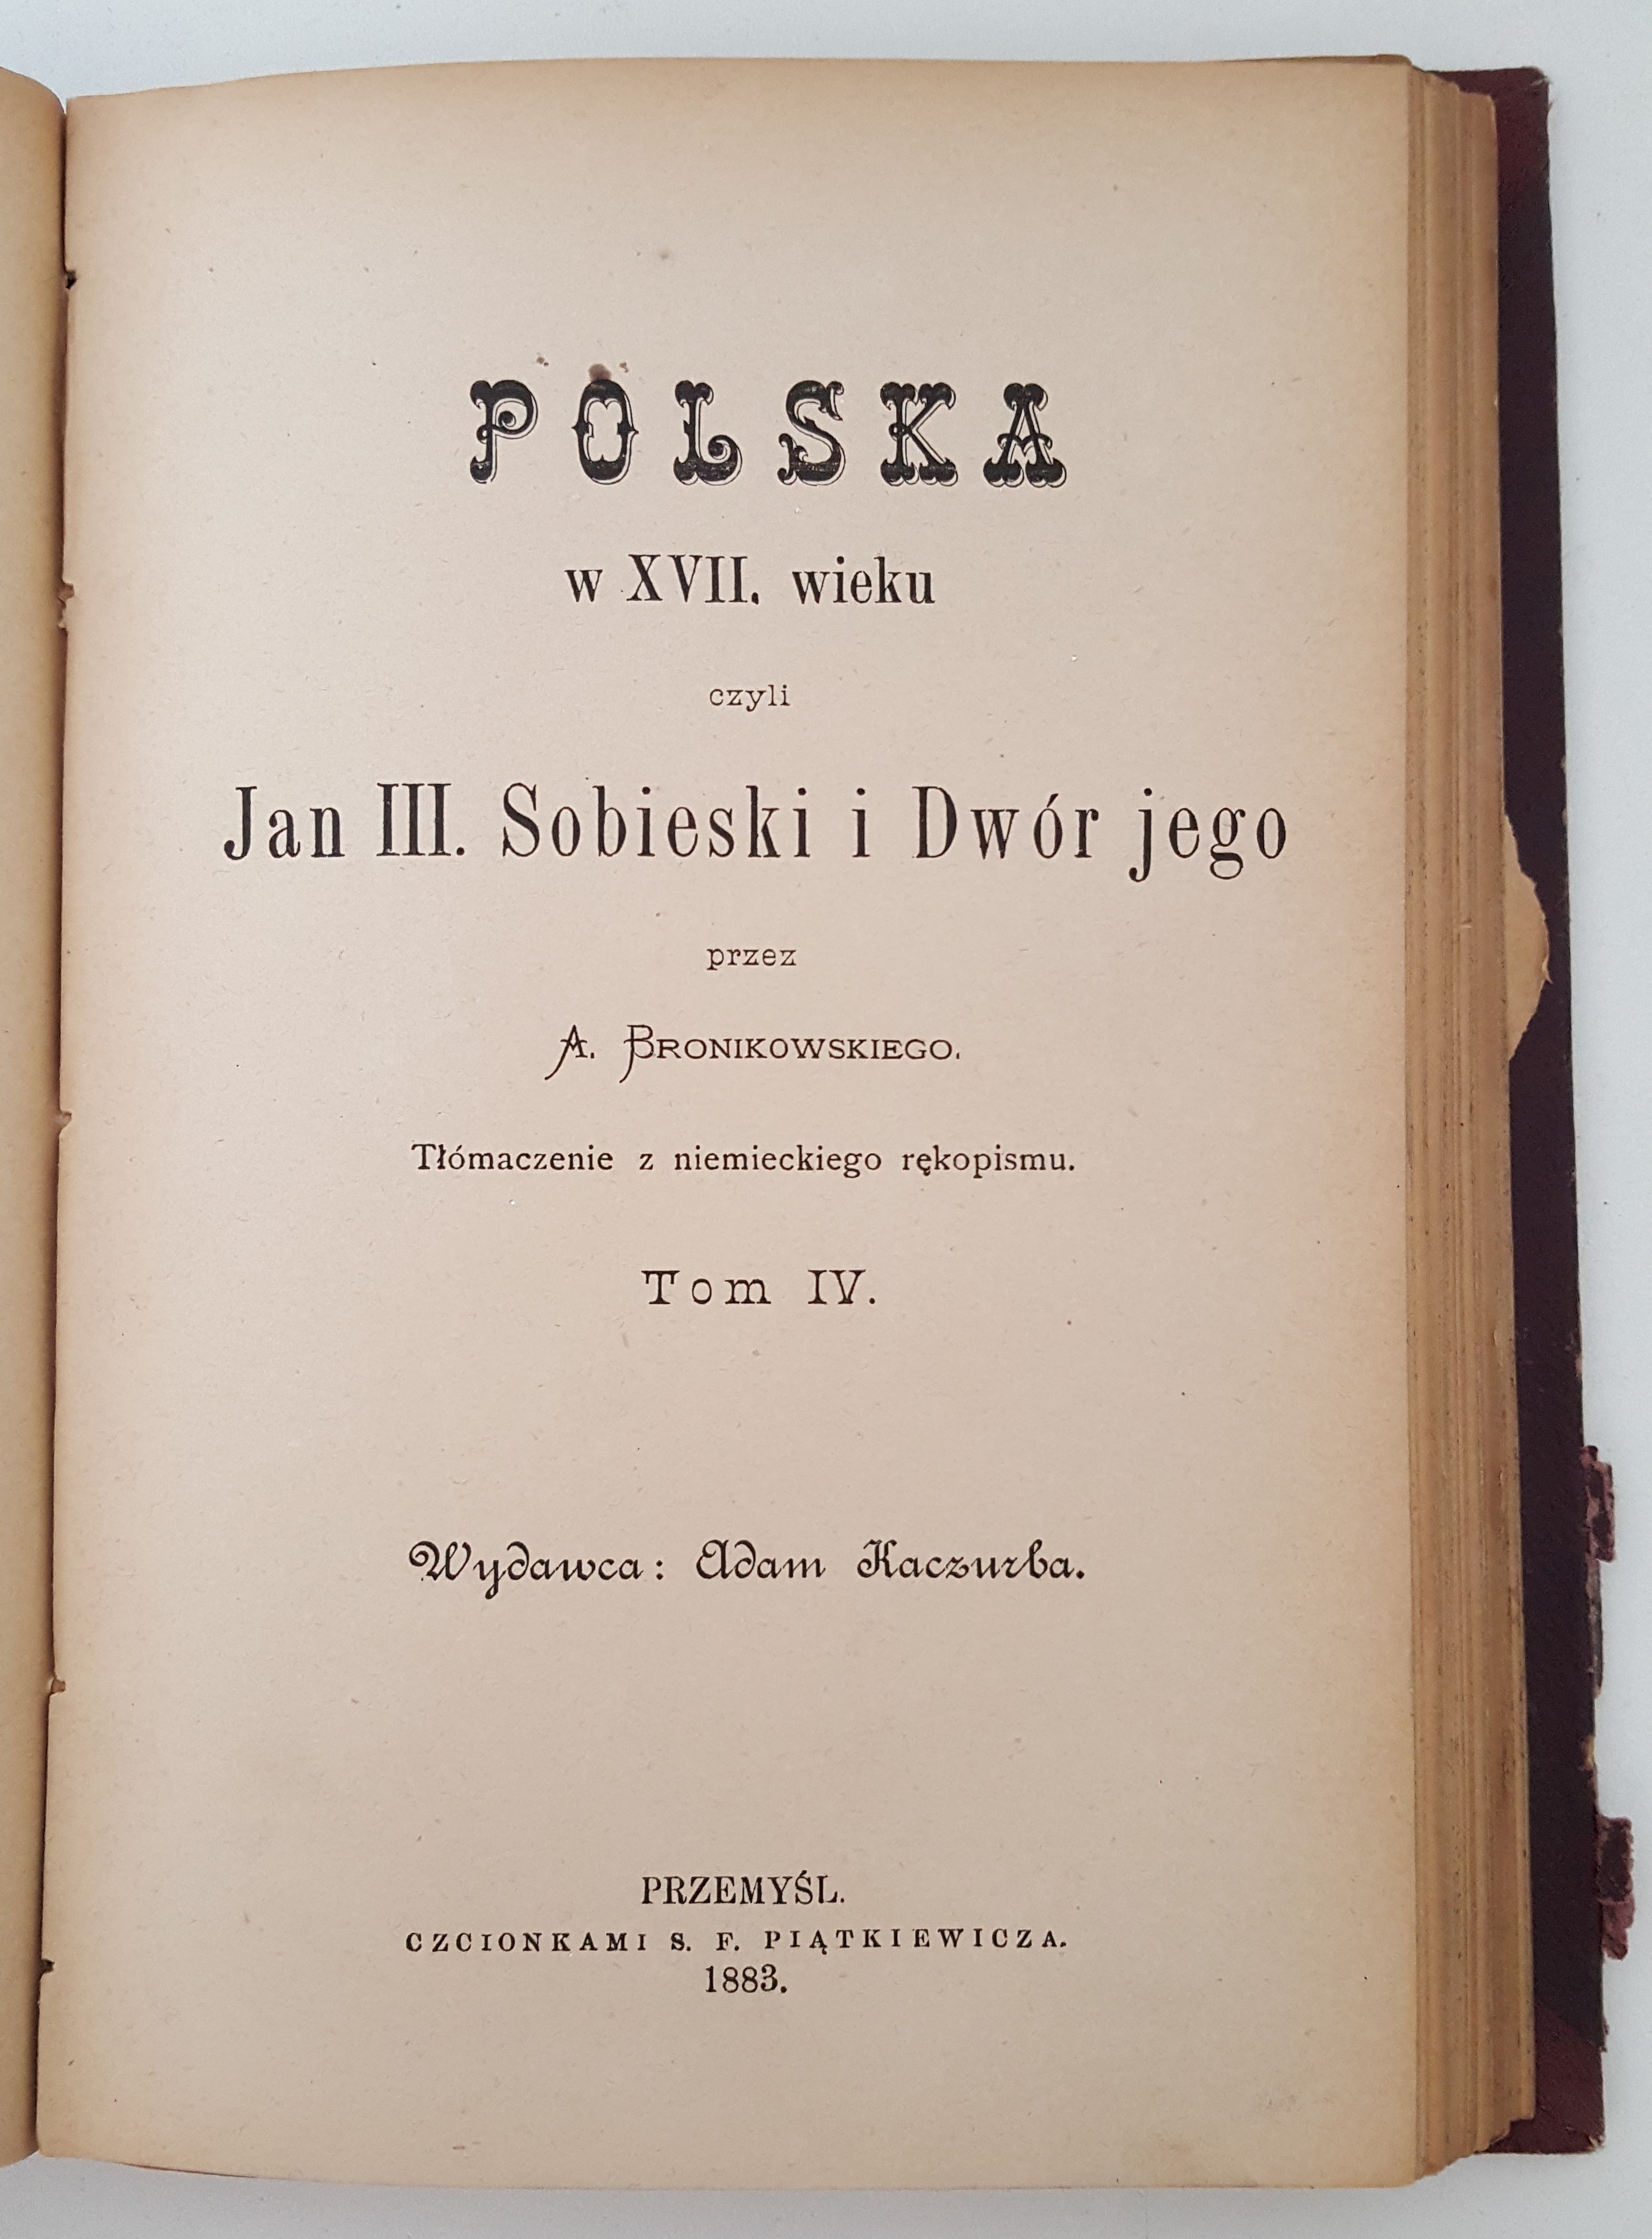 POLSKA
w XVII. wieku
czyli
Jan III. Sobieski i Dwór jego
przez
A. BRONIKOWSKIEGO.
Tłómaczenie z niemieckiego rękopismu.
Tom IV.
Wydawca: Adam Kaczurba.
PRZEMYŚL.
CZCIONKAMI S. F. PIĄTKIEWICZA.
1883.